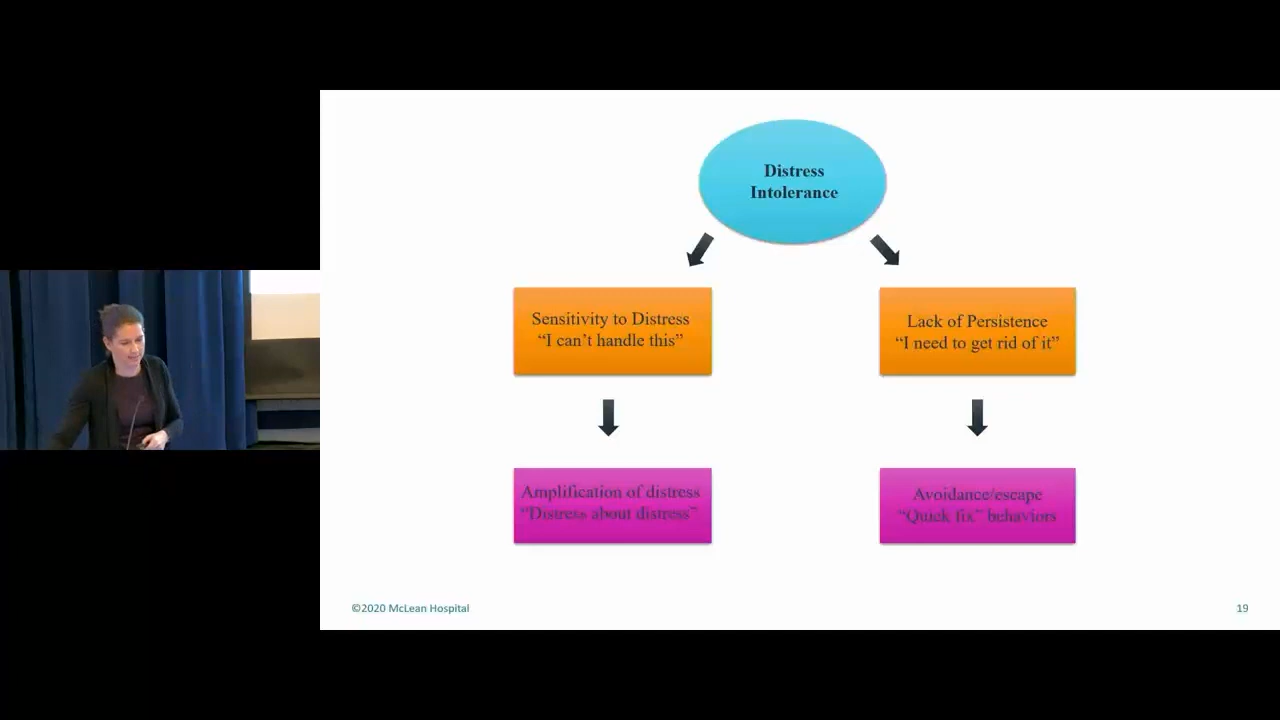 Distress
Intolerance
Sensitivity to Distress
“I can’t handle this”
Lack of Persistence
“I need to get rid of it”
Amplification of distress
“Distress about distress”
Avoidance/escape
“Quick fix” behaviors
©2020 McLean Hospital
19